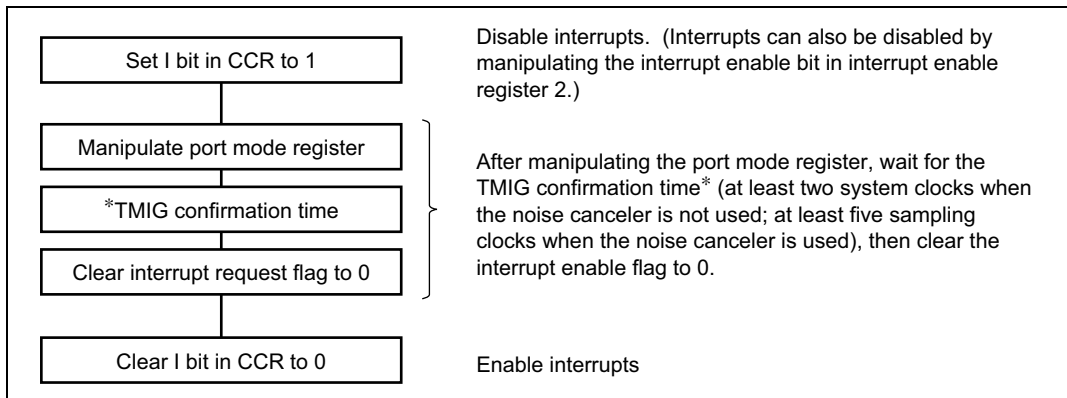 Set I bit in CCR to 1
Disable interrupts. (Interrupts can also be disabled by
manipulating the interrupt enable bit in interrupt enable
register 2.)
Manipulate port mode register
*TMIG confirmation time
Clear interrupt request flag to 0
After manipulating the port mode register, wait for the
TMIG confirmation time* (at least two system clocks when
the noise canceler is not used; at least five sampling
clocks when the noise canceler is used), then clear the
interrupt enable flag to 0.
Clear I bit in CCR to 0
Enable interrupts